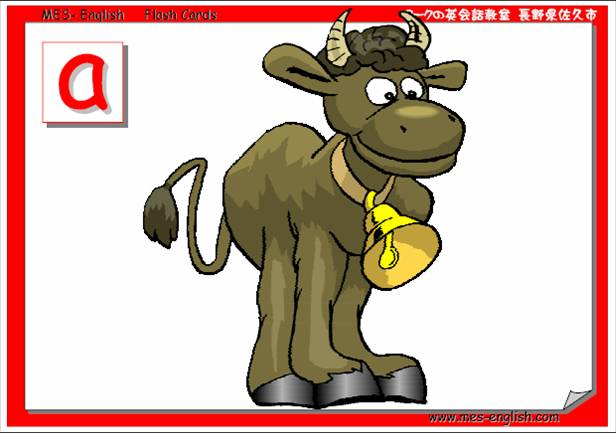 MES- English Flash Cards
マークの英会話教室 長野県佐久市
a
www.mes-english.com